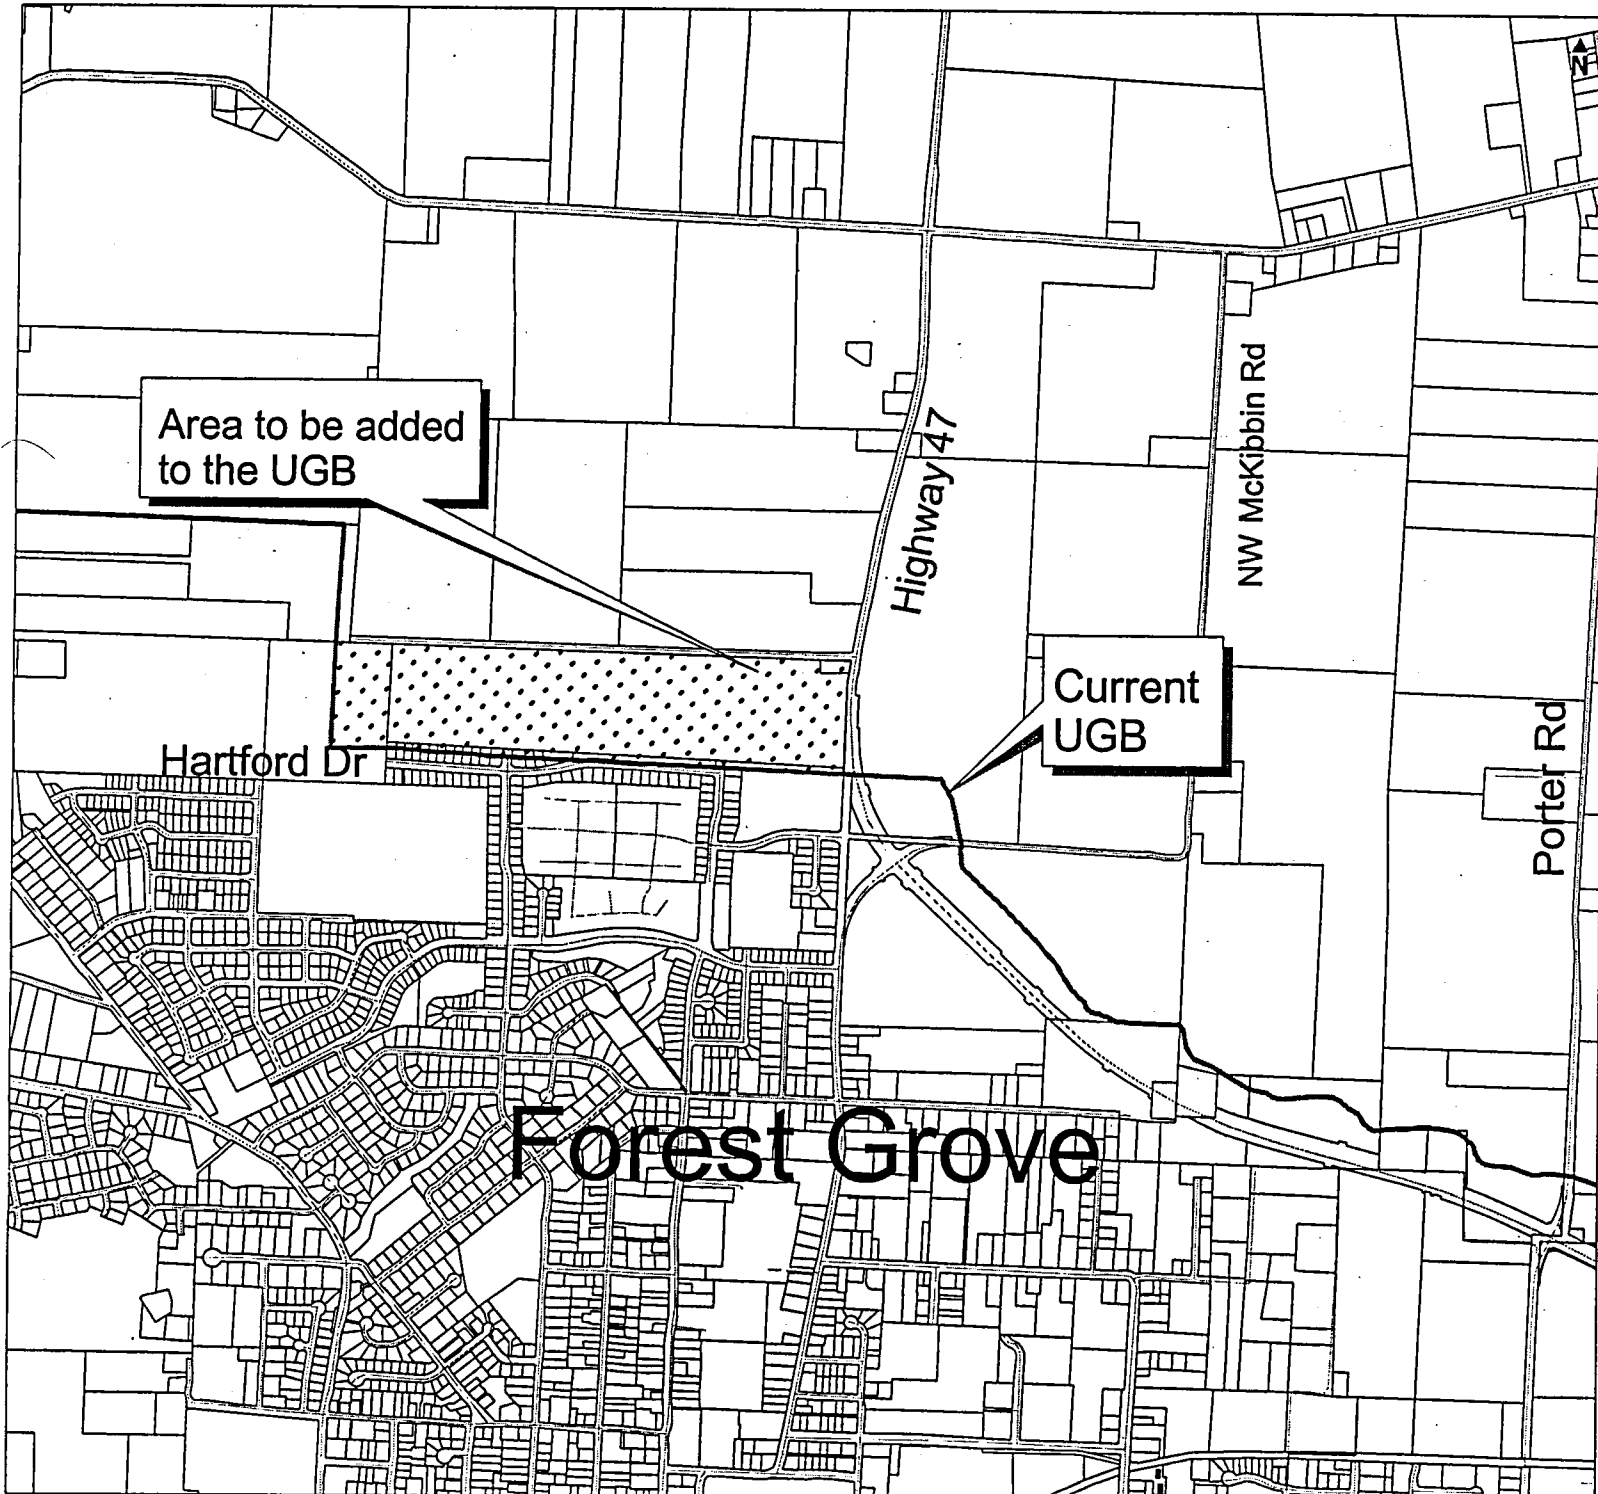 N
Area to be added
to the UGB
Highway 47
NW McKibbin Rd
Current
UGB
Porter Rd
Hartford Dr
Forest Grove